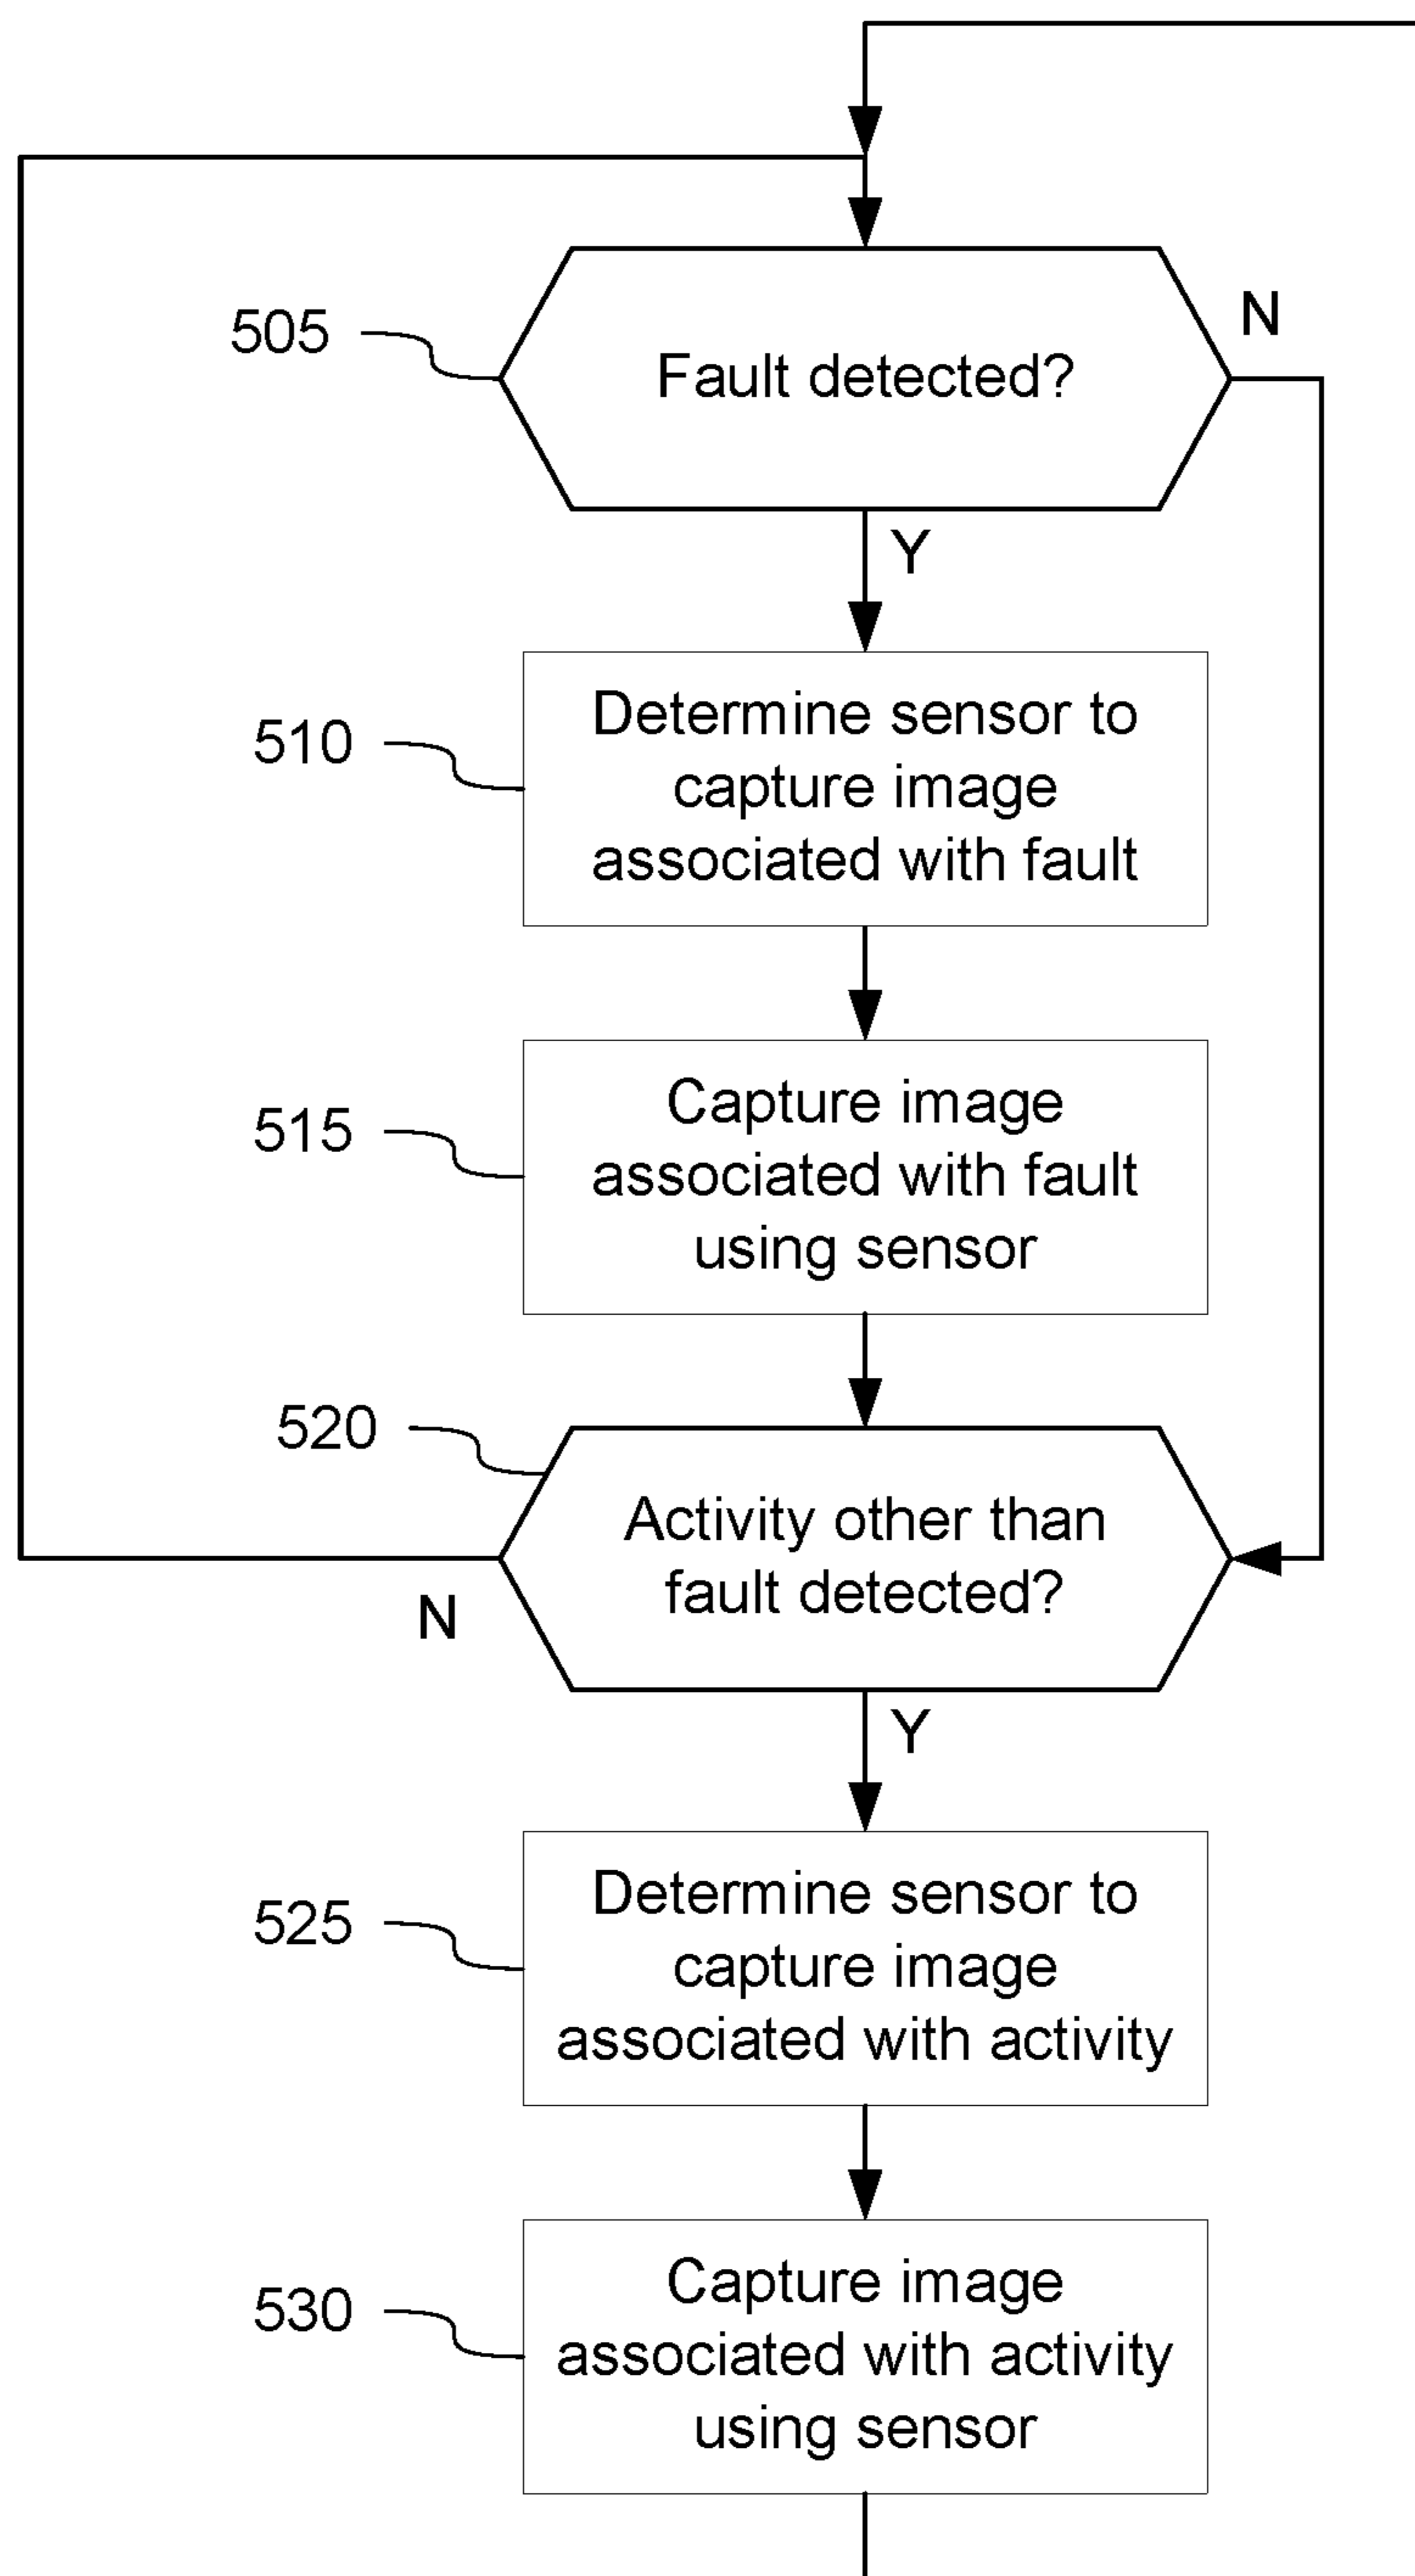 505
Fault detected?
N
Y
510
Determine sensor to
capture image
associated with fault
515
Capture image
associated with fault
using sensor
520
Activity other than
fault detected?
N
Y
525
Determine sensor to
capture image
associated with activity
530
Capture image
associated with activity
using sensor